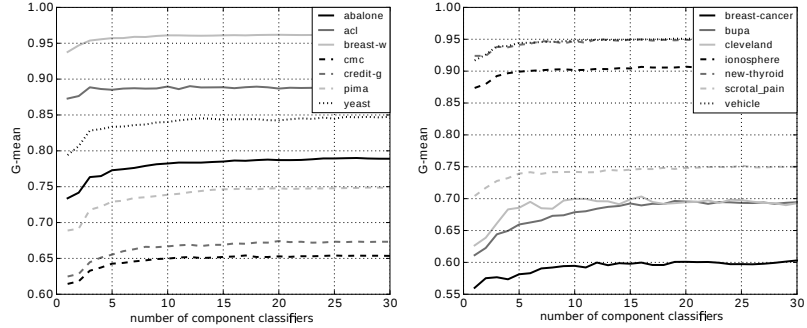 1.00
0.95
0.90
0.85
0.80
0.75
0.70
0.65
0.60
G-mean
0 5 10 15 20 25 30
number of component classifiers
abalone
acl
breast-w
cmc
credit-g
pima
yeast
1.00
0.95
0.90
0.85
0.80
0.75
0.70
0.65
0.60
0.55
G-mean
0 5 10 15 20 25 30
number of component classifiers
breast-cancer
bupa
cleveland
ionosphere
new-thyroid
scrotal_pain
vehicle